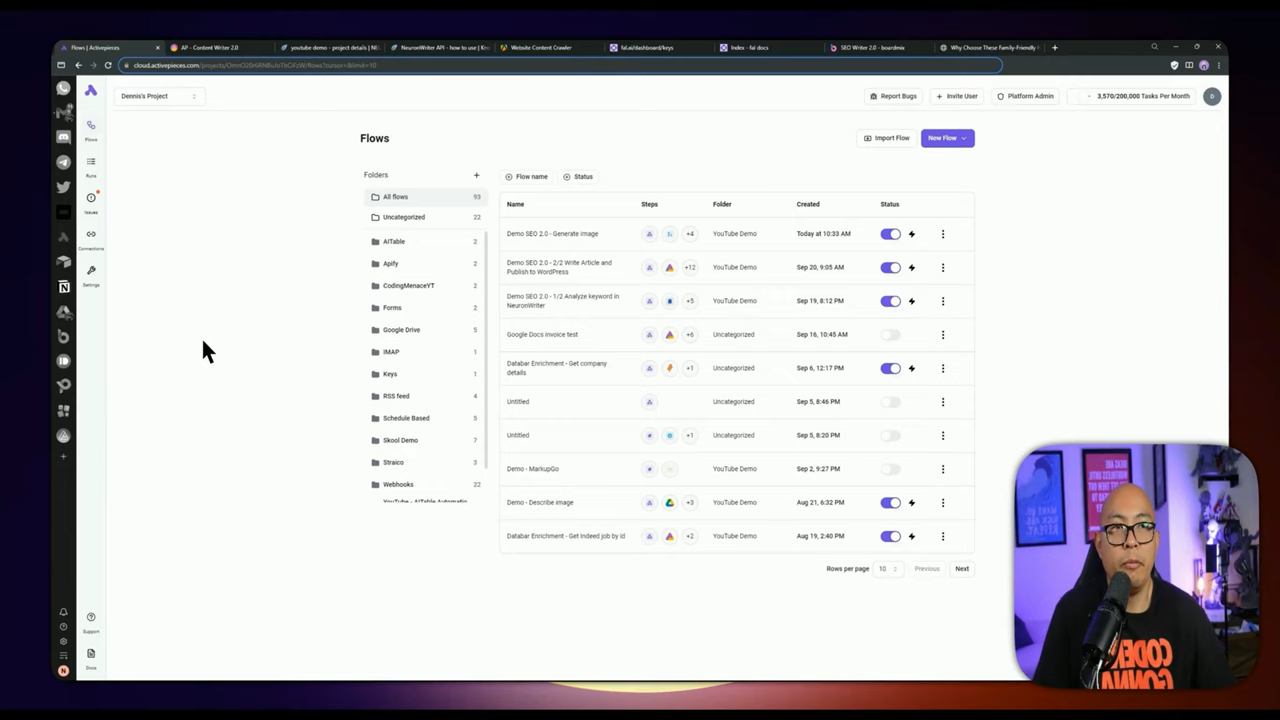 Flows | Activepieces
AP - Content Writer 2.0
youtube demo - project details | NE
NeuronWriter API - how to use | Kno
Website Content Crawler
fal.ai/dashboard/keys
Index - fal docs
SEO Writer 2.0 - boardmix
Why Choose These Family-Friendly H
Dennis's Project
Report Bugs
Invite User
Platform Admin
3,570/200,000 Tasks Per Month
D
Flows
Runs
Issues
Connections
Settings
Support
Docs
Flows
Import Flow
New Flow
Folders
Flow name
Status
All flows 93
Uncategorized 22
AITable 2
Apify 2
CodingMenaceYT 2
Forms 2
Google Drive 5
IMAP 1
Keys 1
RSS feed 4
Schedule Based 5
Skool Demo 7
Straico 3
Webhooks 22
YouTube - AITable Automatic
Name Steps Folder Created Status
Demo SEO 2.0 - Generate image +4 YouTube Demo Today at 10:33 AM
Demo SEO 2.0 - 2/2 Write Article and
Publish to WordPress +12 YouTube Demo Sep 20, 9:05 AM
Demo SEO 2.0 - 1/2 Analyze keyword in
NeuronWriter +5 YouTube Demo Sep 19, 8:12 PM
Google Docs invoice test +6 Uncategorized Sep 16, 10:45 AM
Databar Enrichment - Get company
details +1 Uncategorized Sep 6, 12:17 PM
Untitled Uncategorized Sep 5, 8:46 PM
Untitled +1 Uncategorized Sep 5, 8:20 PM
Demo - MarkupGo YouTube Demo Sep 2, 9:27 PM
Demo - Describe image +3 YouTube Demo Aug 21, 6:32 PM
Databar Enrichment - Get Indeed job by id +2 YouTube Demo Aug 19, 2:40 PM
Rows per page 10 Previous Next
N